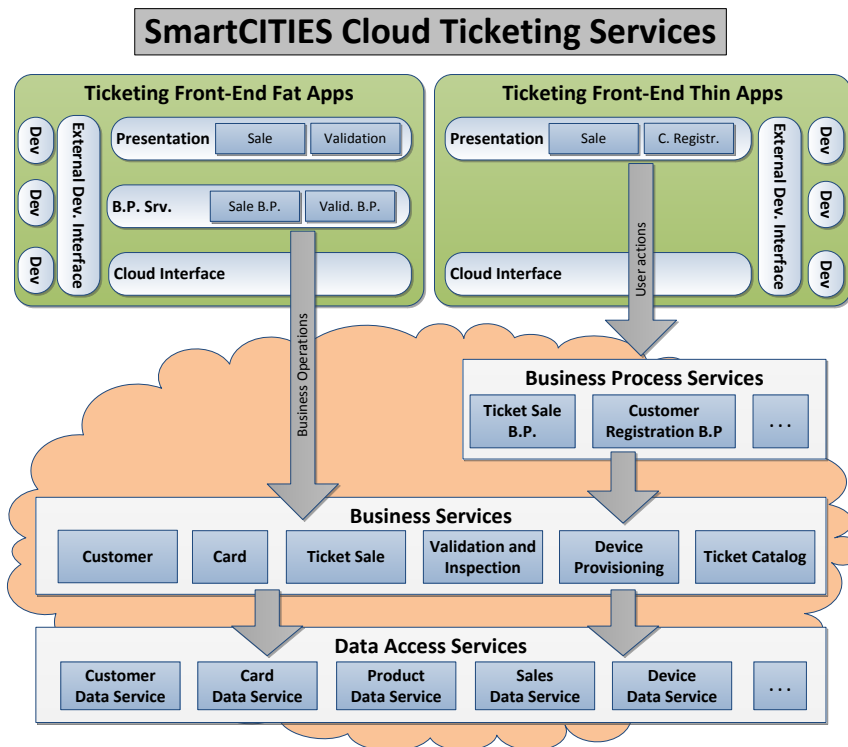 SmartCITIES Cloud Ticketing Services
Ticketing Front-End Fat Apps
Dev
Dev
Dev
External Dev. Interface
Presentation
Sale
Validation
B.P. Srv.
Sale B.P.
Valid. B.P.
Cloud Interface
Ticketing Front-End Thin Apps
Presentation
Sale
C. Registr.
Cloud Interface
External Dev. Interface
Dev
Dev
Dev
Business Operations
User actions
Business Process Services
Ticket Sale
B.P.
Customer
Registration B.P
...
Business Services
Customer
Card
Ticket Sale
Validation and
Inspection
Device
Provisioning
Ticket Catalog
Data Access Services
Customer
Data Service
Card
Data Service
Product
Data Service
Sales
Data Service
Device
Data Service
...